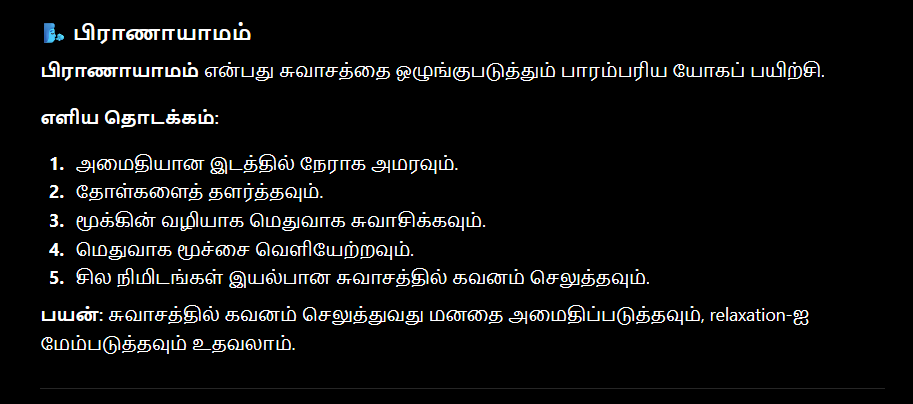 🌬️ பிராணாயாமம்
பிராணாயாமம் என்பது சுவாசத்தை ஒழுங்குபடுத்தும் பாரம்பரிய யோகப் பயிற்சி.
எளிய தொடக்கம்:
1. அமைதியான இடத்தில் நேராக அமரவும்.
2. தோள்களைத் தளர்த்தவும்.
3. மூக்கின் வழியாக மெதுவாக சுவாசிக்கவும்.
4. மெதுவாக மூச்சை வெளியேற்றவும்.
5. சில நிமிடங்கள் இயல்பான சுவாசத்தில் கவனம் செலுத்தவும்.
பயன்: சுவாசத்தில் கவனம் செலுத்துவது மனதை அமைதிப்படுத்தவும், relaxation-ஐ
மேம்படுத்தவும் உதவலாம்.